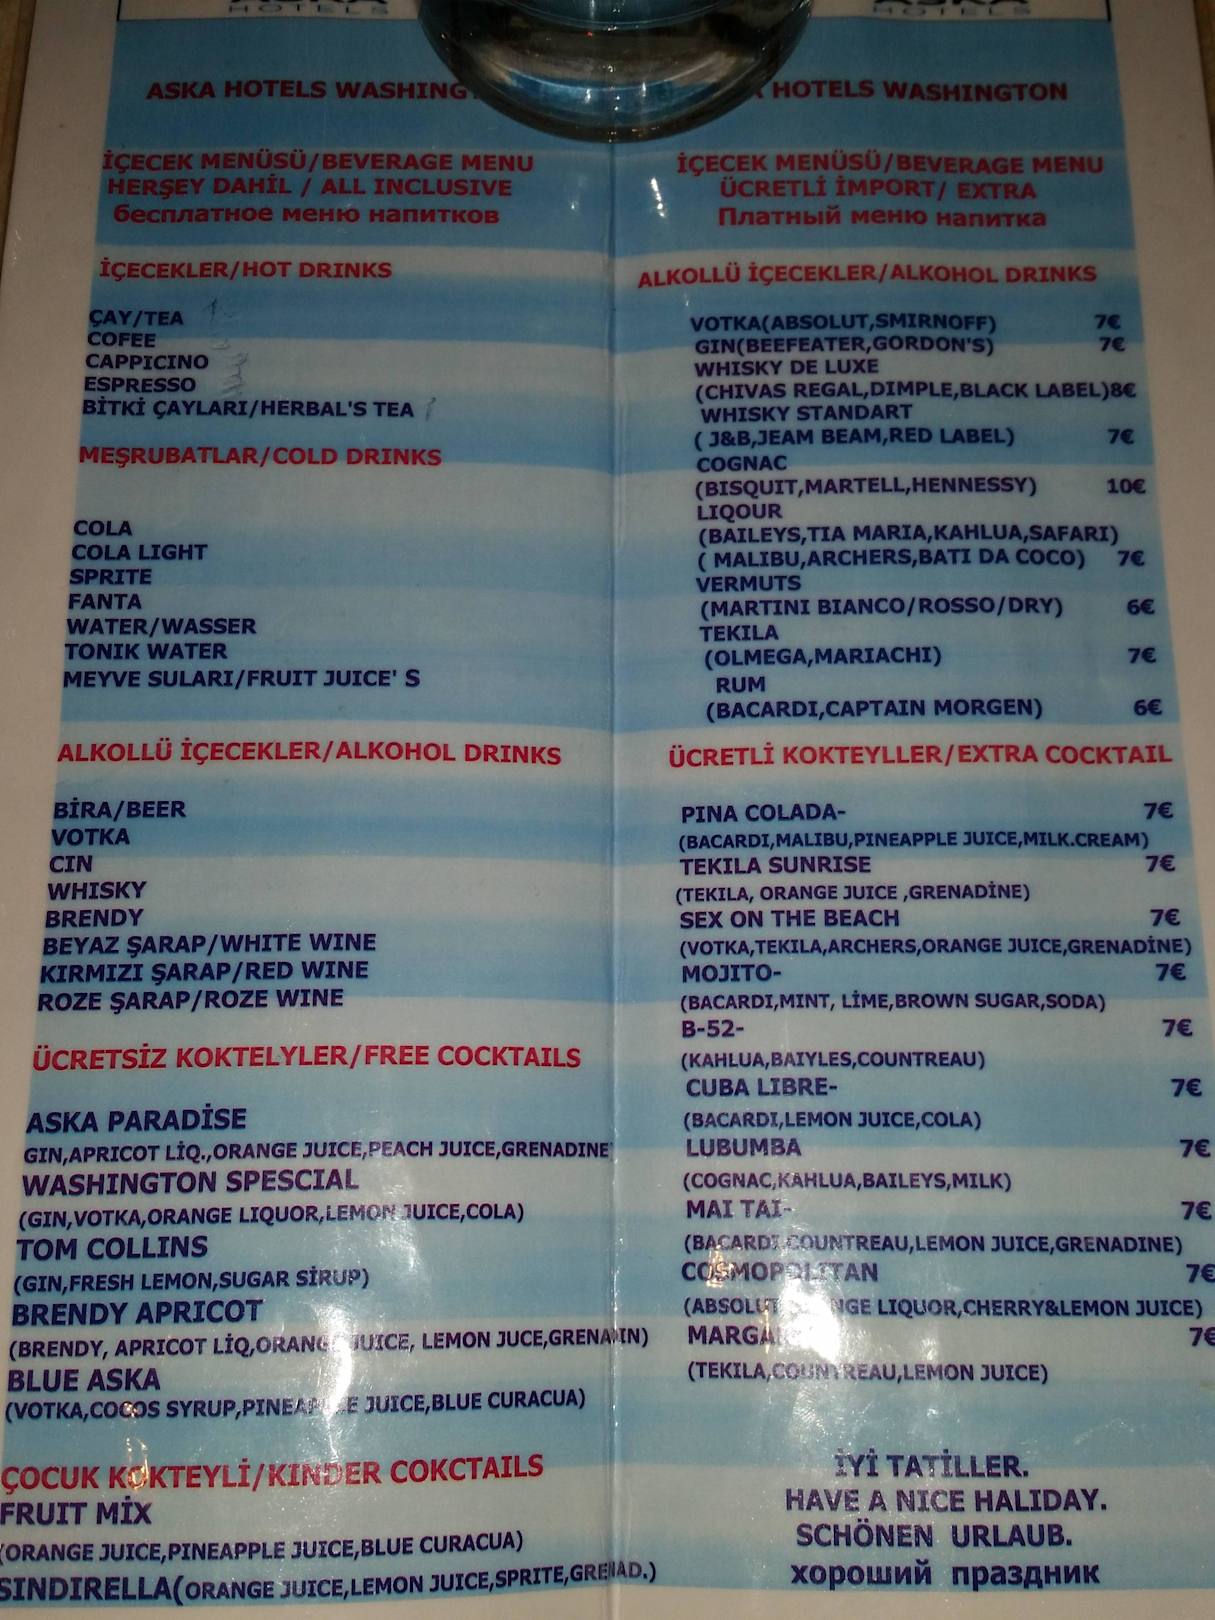 HOTELS
ASKA HOTELS WASHING
İÇECEK MENÜSÜ/BEVERAGE MENU
HERŞEY DAHİL / ALL INCLUSIVE
бесплатное меню напитков
İÇECEKLER/HOT DRINKS
ÇAY/TEA
COFEE
CAPPICINO
ESPRESSO
BİTKİ ÇAYLARI/HERBAL'S TEA
MEŞRUBATLAR/COLD DRINKS
COLA
COLA LIGHT
SPRITE
FANTA
WATER/WASSER
TONIK WATER
MEYVE SULARI/FRUIT JUICE' S
ALKOLLÜ İÇECEKLER/ALKOHOL DRINKS
BİRA/BEER
VOTKA
CIN
WHISKY
BRENDY
BEYAZ ŞARAP/WHITE WINE
KIRMIZI ŞARAP/RED WINE
ROZE ŞARAP/ROZE WINE
ÜCRETSİZ KOKTELYLER/FREE COCKTAILS
ASKA PARADİSE
GIN,APRICOT LİQ.,ORANGE JUICE,PEACH JUICE,GRENADINE
WASHINGTON SPESCIAL
(GIN,VOTKA,ORANGE LIQUOR,LEMON JUICE,COLA)
TOM COLLINS
(GIN,FRESH LEMON,SUGAR SİRUP)
BRENDY APRICOT
(BRENDY, APRICOT LİQ,ORANGE JUICE, LEMON JUCE,GRENADIN)
BLUE ASKA
(VOTKA,COCOS SYRUP,PINEAPPLE JUICE,BLUE CURACUA)
ÇOCUK KOKTEYLİ/KINDER COKCTAILS
FRUIT MİX
(ORANGE JUICE,PINEAPPLE JUICE,BLUE CURACUA)
SINDIRELLA(ORANGE JUICE,LEMON JUICE,SPRITE,GRENAD.)
HOTELS
HOTELS WASHINGTON
İÇECEK MENÜSÜ/BEVERAGE MENU
ÜCRETLİ İMPORT/ EXTRA
Платный меню напитка
ALKOLLÜ İÇECEKLER/ALKOHOL DRINKS
VOTKA(ABSOLUT,SMIRNOFF) 7€
GIN(BEEFEATER,GORDON'S) 7€
WHISKY DE LUXE
(CHIVAS REGAL,DIMPLE,BLACK LABEL)8€
WHISKY STANDART
( J&B,JEAM BEAM,RED LABEL) 7€
COGNAC
(BISQUIT,MARTELL,HENNESSY) 10€
LIQOUR
(BAILEYS,TIA MARIA,KAHLUA,SAFARI)
( MALIBU,ARCHERS,BATI DA COCO) 7€
VERMUTS
(MARTINI BIANCO/ROSSO/DRY) 6€
TEKILA
(OLMEGA,MARIACHI) 7€
RUM
(BACARDI,CAPTAIN MORGEN) 6€
ÜCRETLİ KOKTEYLLER/EXTRA COCKTAIL
PINA COLADA- 7€
(BACARDI,MALIBU,PINEAPPLE JUICE,MILK.CREAM)
TEKILA SUNRISE 7€
(TEKILA, ORANGE JUICE ,GRENADİNE)
SEX ON THE BEACH 7€
(VOTKA,TEKILA,ARCHERS,ORANGE JUICE,GRENADİNE)
MOJITO- 7€
(BACARDI,MINT, LİME,BROWN SUGAR,SODA)
B-52- 7€
(KAHLUA,BAIYLES,COUNTREAU)
CUBA LIBRE- 7€
(BACARDI,LEMON JUICE,COLA)
LUBUMBA 7€
(COGNAC,KAHLUA,BAILEYS,MILK)
MAI TAI- 7€
(BACARDI,COUNTREAU,LEMON JUICE,GRENADINE)
COSMOPOLITAN 7€
(ABSOLUT LIQUOR,CHERRY&LEMON JUICE)
7€
(TEKILA,COUNTREAU,LEMON JUICE)
İYİ TATİLLER.
HAVE A NICE HALIDAY.
SCHÖNEN URLAUB.
хороший праздник